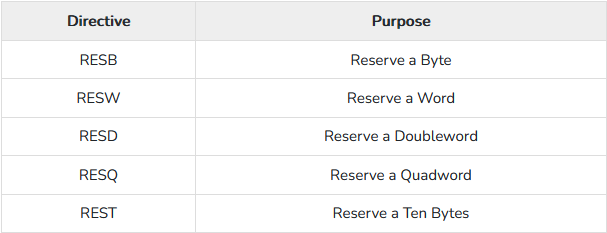 Directive Purpose
RESB Reserve a Byte
RESW Reserve a Word
RESD Reserve a Doubleword
RESQ Reserve a Quadword
REST Reserve a Ten Bytes